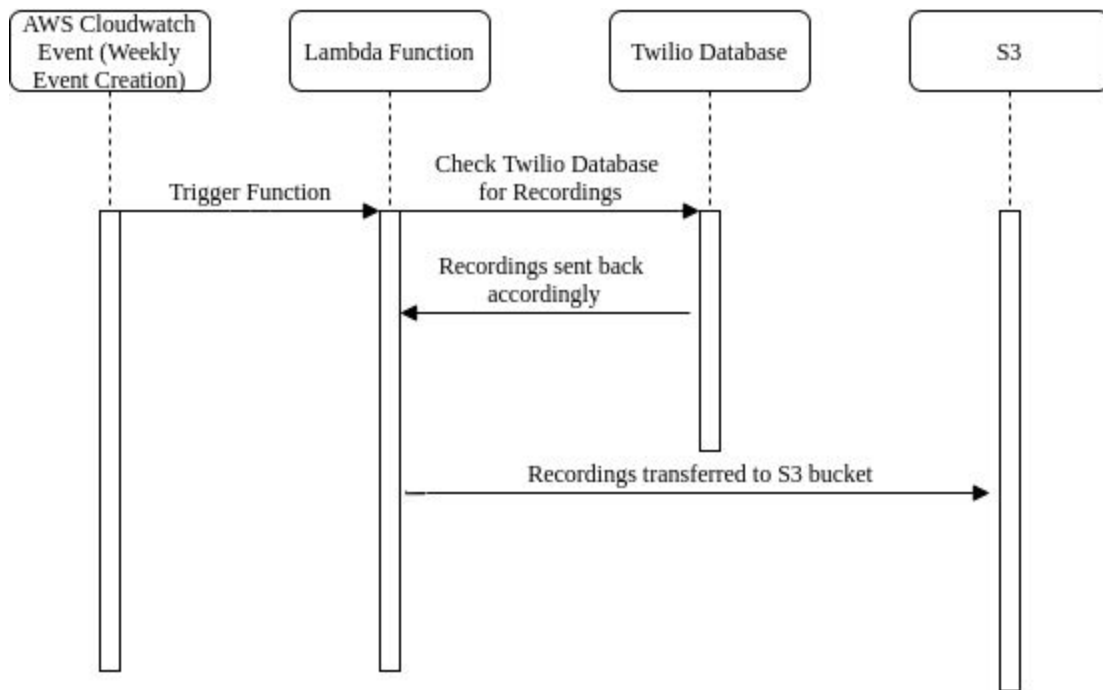 AWS Cloudwatch
Event (Weekly
Event Creation)
Lambda Function
Twilio Database
S3
Trigger Function
Check Twilio Database
for Recordings
Recordings sent back
accordingly
Recordings transferred to S3 bucket